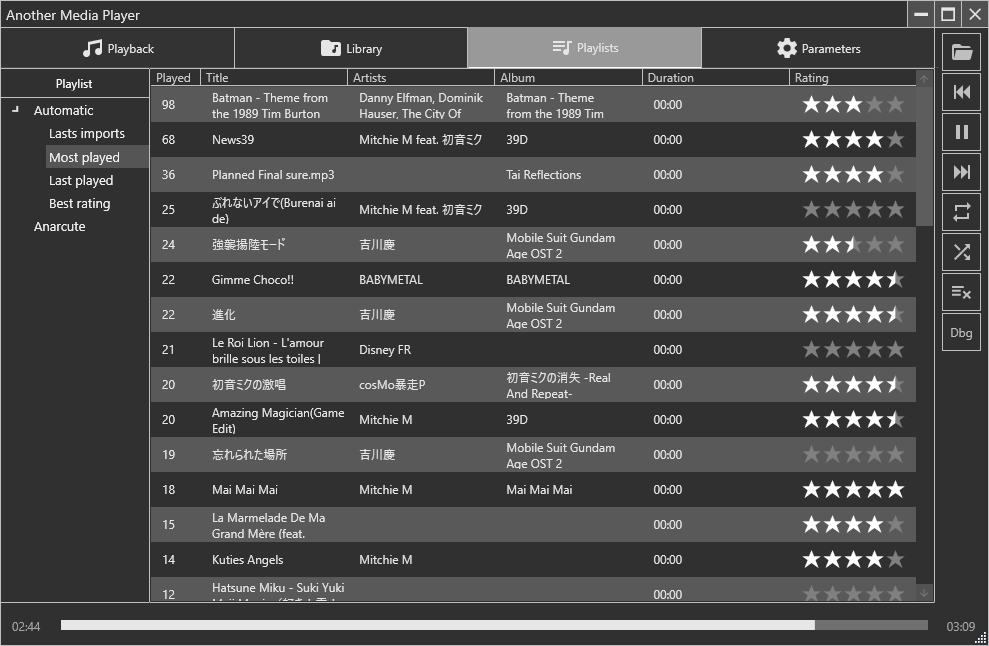 Another Media Player
Playback
Library
Playlists
Parameters
Playlist
Automatic
Lasts imports
Most played
Last played
Best rating
Anarcute
Played Title Artists Album Duration Rating
98 Batman - Theme from Danny Elfman, Dominik Batman - Theme 00:00
the 1989 Tim Burton Hauser, The City Of from the 1989 Tim
68 News39 Mitchie M feat. 初音ミク 39D 00:00
36 Planned Final sure.mp3 Tai Reflections 00:00
25 ぶれないアイで(Burenai ai Mitchie M feat. 初音ミク 39D 00:00
de)
24 強襲揚陸モード 吉川慶 Mobile Suit Gundam 00:00
Age OST 2
22 Gimme Choco!! BABYMETAL BABYMETAL 00:00
22 進化 吉川慶 Mobile Suit Gundam 00:00
Age OST 2
21 Le Roi Lion - L'amour Disney FR 00:00
brille sous les toiles |
20 初音ミクの激唱 cosMo暴走P 初音ミクの消失 -Real 00:00
And Repeat-
20 Amazing Magician(Game Mitchie M 39D 00:00
Edit)
19 忘れられた場所 吉川慶 Mobile Suit Gundam 00:00
Age OST 2
18 Mai Mai Mai Mitchie M Mai Mai Mai 00:00
15 La Marmelade De Ma 00:00
Grand Mère (feat.
14 Kuties Angels Mitchie M 00:00
12 Hatsune Miku - Suki Yuki 00:00
Dbg
02:44
03:09